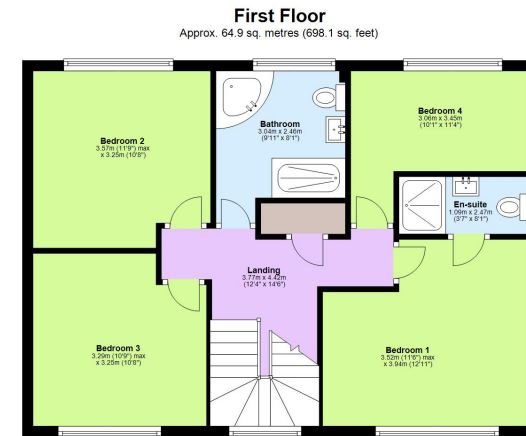 First Floor
Approx. 64.9 sq. metres (698.1 sq. feet)
Bedroom 2
3.57m (11'9") max
x 3.25m (10'8")
Bathroom
3.04m x 2.46m
(9'11" x 8'1")
Bedroom 4
3.06m x 3.45m
(10'1" x 11'4")
En-suite
1.09m x 2.47m
(3'7" x 8'1")
Landing
3.77m x 4.42m
(12'4" x 14'6")
Bedroom 3
3.29m (10'9") max
x 3.25m (10'8")
Bedroom 1
3.52m (11'6") max
x 3.94m (12'11")